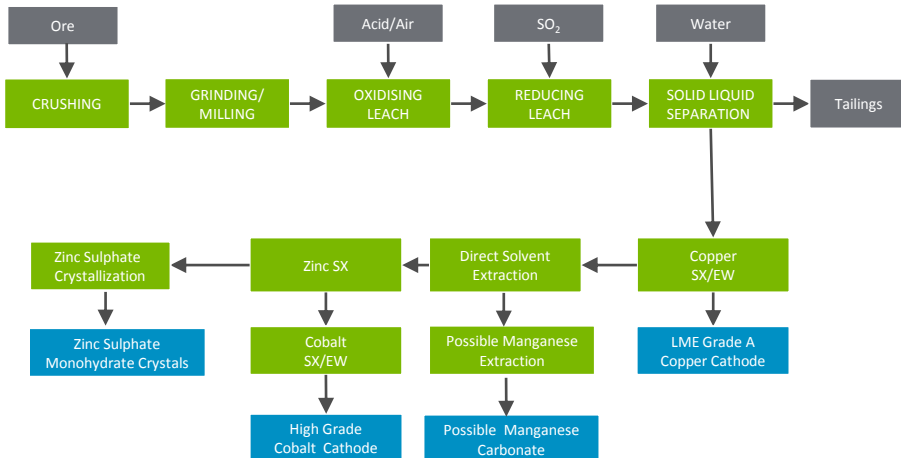 Ore
Acid/Air
SO₂
Water
CRUSHING
GRINDING/
MILLING
OXIDISING
LEACH
REDUCING
LEACH
SOLID LIQUID
SEPARATION
Tailings
Zinc Sulphate
Crystallization
Zinc SX
Direct Solvent
Extraction
Copper
SX/EW
Zinc Sulphate
Monohydrate Crystals
Cobalt
SX/EW
Possible Manganese
Extraction
LME Grade A
Copper Cathode
High Grade
Cobalt Cathode
Possible Manganese
Carbonate